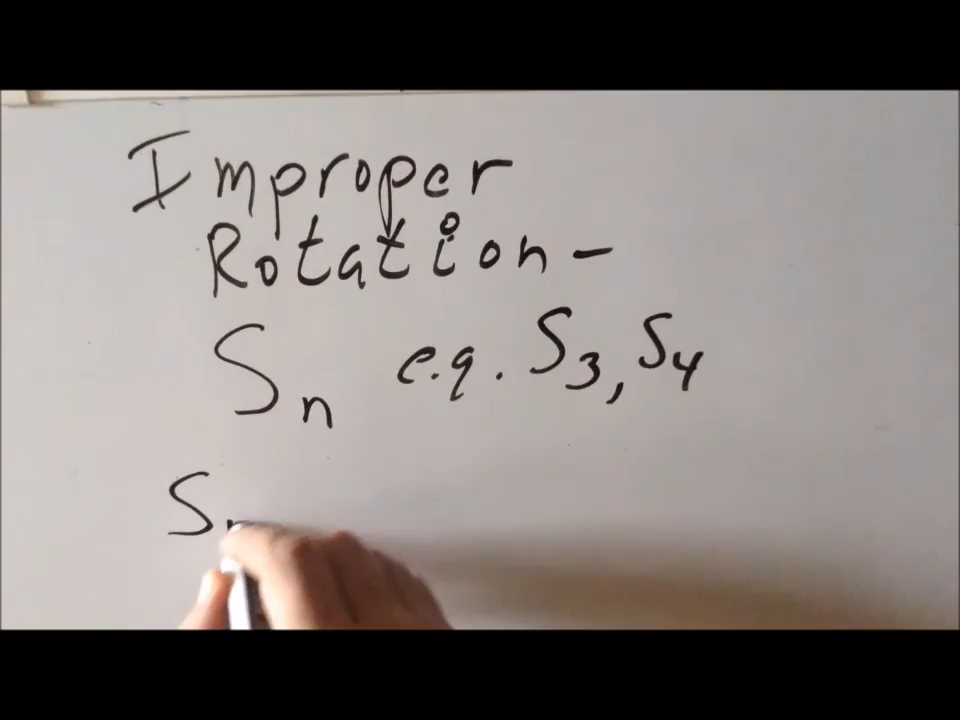 Improper
Rotation -
Sn e.g. S3, S4
S